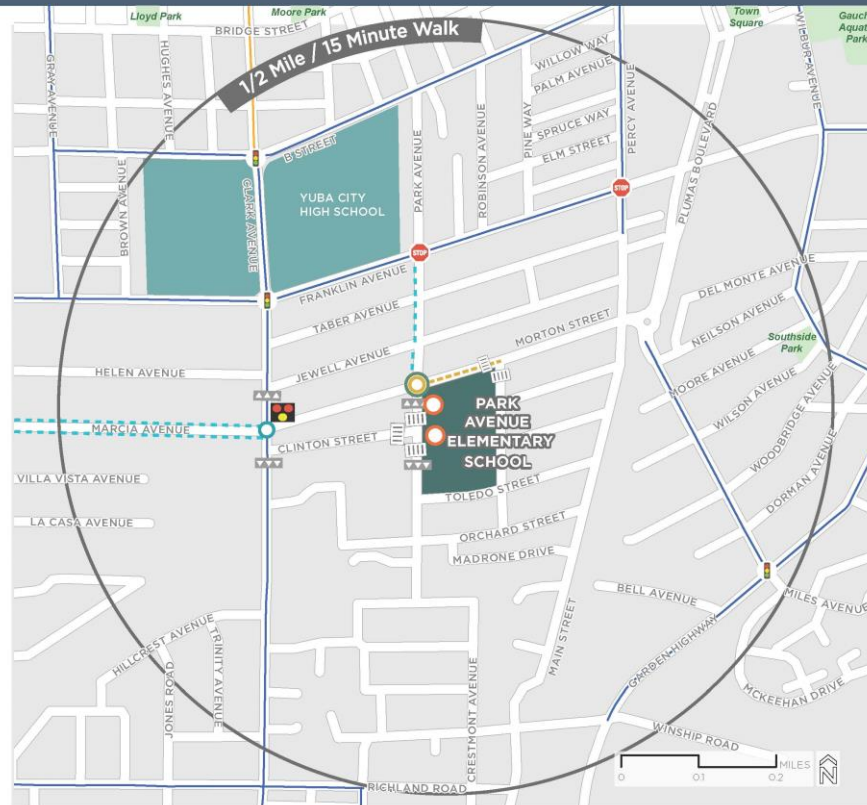 Lloyd Park
Moore Park
Town
Square
Gauch
Aquat
Park
BRIDGE STREET
1/2 Mile / 15 Minute Walk
GRAY AVENUE
HUGHES AVENUE
WILBUR AVENUE
WILLOW WAY
PALM AVENUE
SPRUCE WAY
ELM STREET
PERCY AVENUE
PINE WAY
ROBINSON AVENUE
PARK AVENUE
PLUMAS BOULEVARD
B STREET
BROWN AVENUE
CLARK AVENUE
YUBA CITY
HIGH SCHOOL
STOP
STOP
FRANKLIN AVENUE
TABER AVENUE
JEWELL AVENUE
MORTON STREET
DEL MONTE AVENUE
NEILSON AVENUE
MOORE AVENUE
Southside
Park
HELEN AVENUE
WILSON AVENUE
WOODBRIDGE AVENUE
DORMAN AVENUE
MARCIA AVENUE
CLINTON STREET
PARK
AVENUE
ELEMENTARY
SCHOOL
VILLA VISTA AVENUE
TOLEDO STREET
LA CASA AVENUE
ORCHARD STREET
MADRONE DRIVE
BELL AVENUE
MILES AVENUE
HILLCREST AVENUE
TRINITY AVENUE
JONES ROAD
MAIN STREET
GARDEN HIGHWAY
MCKEEHAN DRIVE
CRESTMONT AVENUE
WINSHIP ROAD
RICHLAND ROAD
MILES
0
0.1
0.2
N